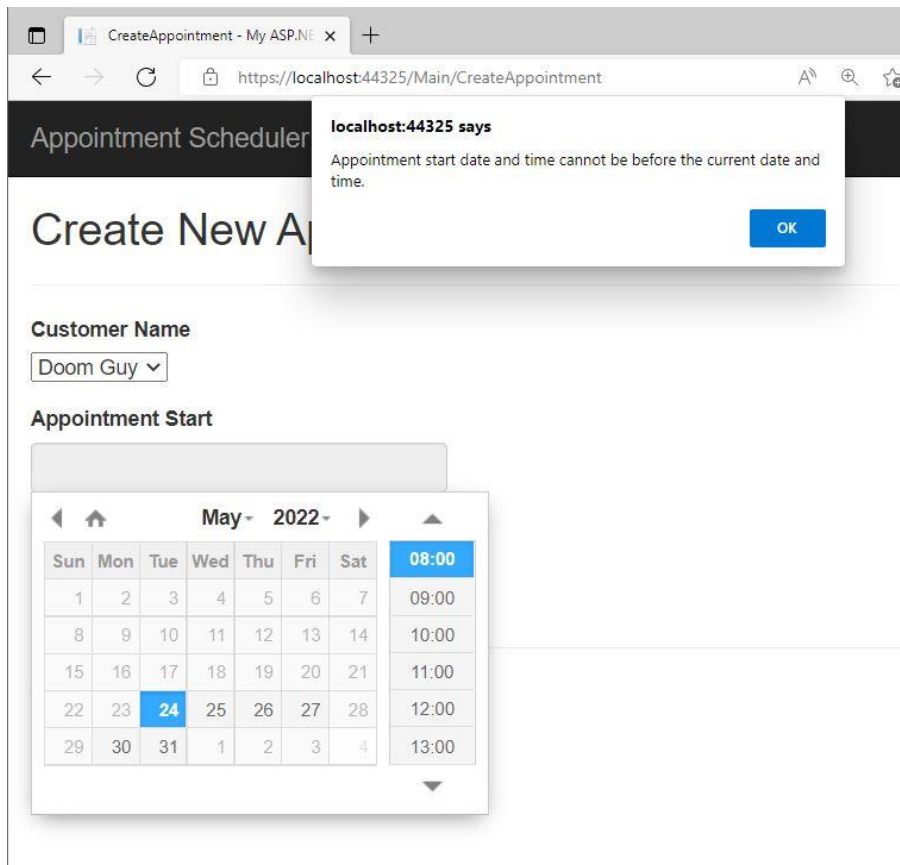 CreateAppointment - My ASP.NE
https://localhost:44325/Main/CreateAppointment
Appointment Scheduler
localhost:44325 says
Appointment start date and time cannot be before the current date and
time.
OK
Create New A
Customer Name
Doom Guy
Appointment Start
May 2022
Sun Mon Tue Wed Thu Fri Sat 08:00
1 2 3 4 5 6 7 09:00
8 9 10 11 12 13 14 10:00
15 16 17 18 19 20 21 11:00
22 23 24 25 26 27 28 12:00
29 30 31 1 2 3 4 13:00